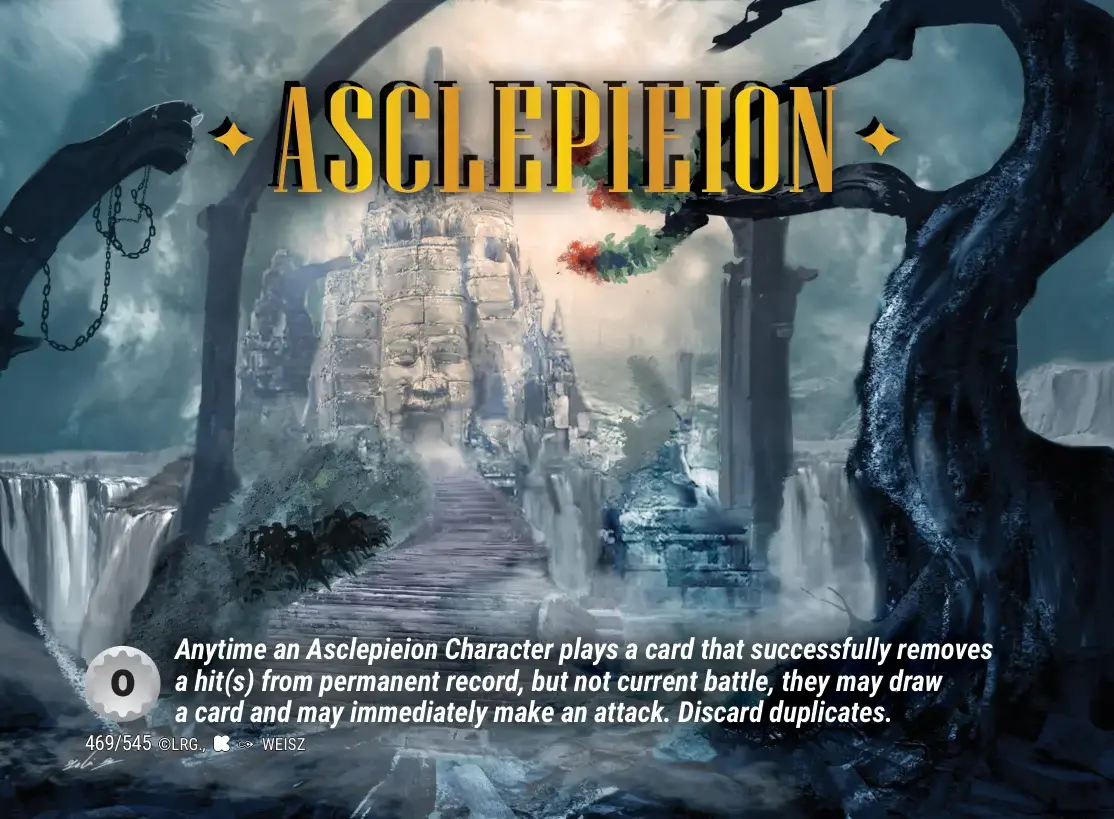 ASCLEPIEION
Anytime an Asclepieion Character plays a card that successfully removes
a hit(s) from permanent record, but not current battle, they may draw
a card and may immediately make an attack. Discard duplicates.
0
469/545 ©LRG., WEISZ